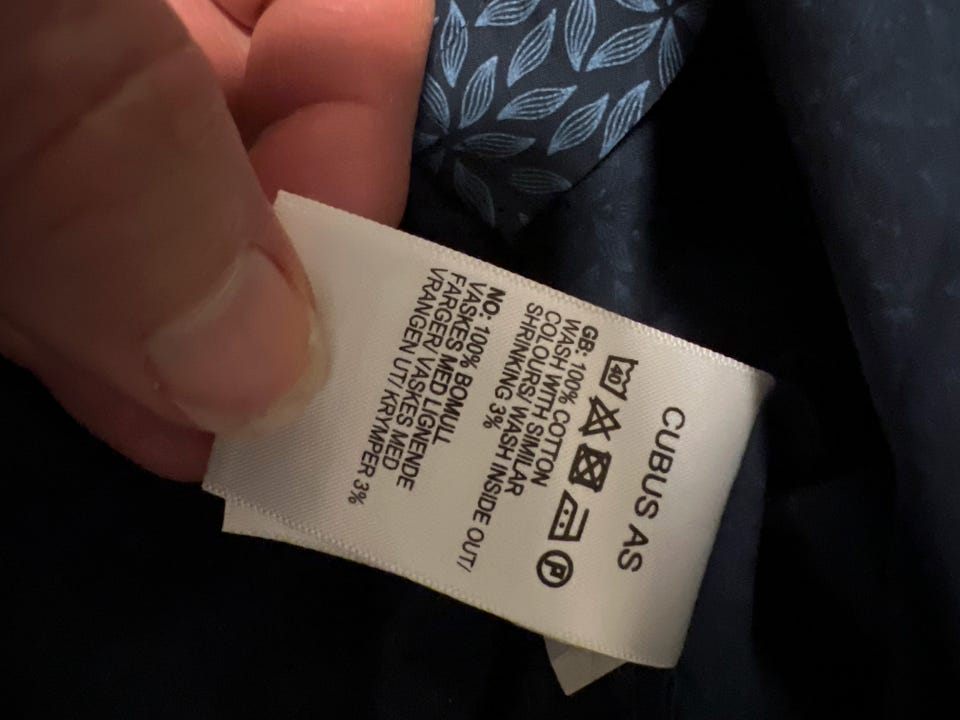 CUBUS AS
40 P
GB: 100% COTTON
WASH WITH SIMILAR
COLOURS/ WASH INSIDE OUT/
SHRINKING 3%
NO: 100% BOMULL
VASKES MED LIGNENDE
FARGER/ VASKES MED
VRANGEN UT/ KRYMPER 3%